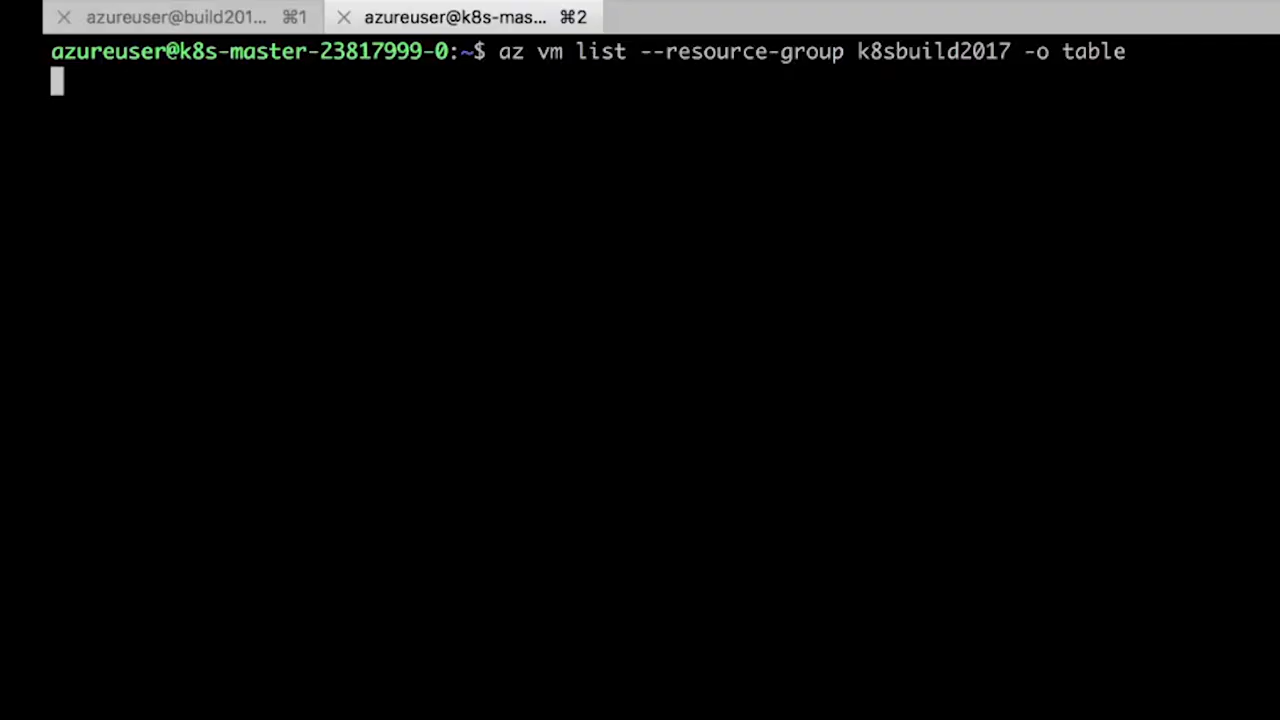 azureuser@build201... ⌘1
azureuser@k8s-mas... ⌘2
azureuser@k8s-master-23817999-0:~$ az vm list --resource-group k8sbuild2017 -o table